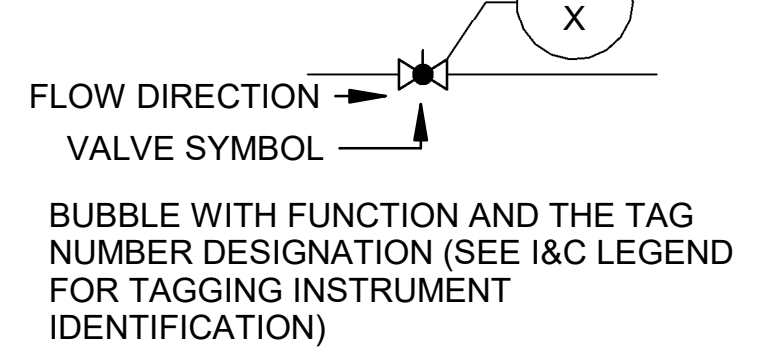 X
FLOW DIRECTION
VALVE SYMBOL
BUBBLE WITH FUNCTION AND THE TAG
NUMBER DESIGNATION (SEE I&C LEGEND
FOR TAGGING INSTRUMENT
IDENTIFICATION)